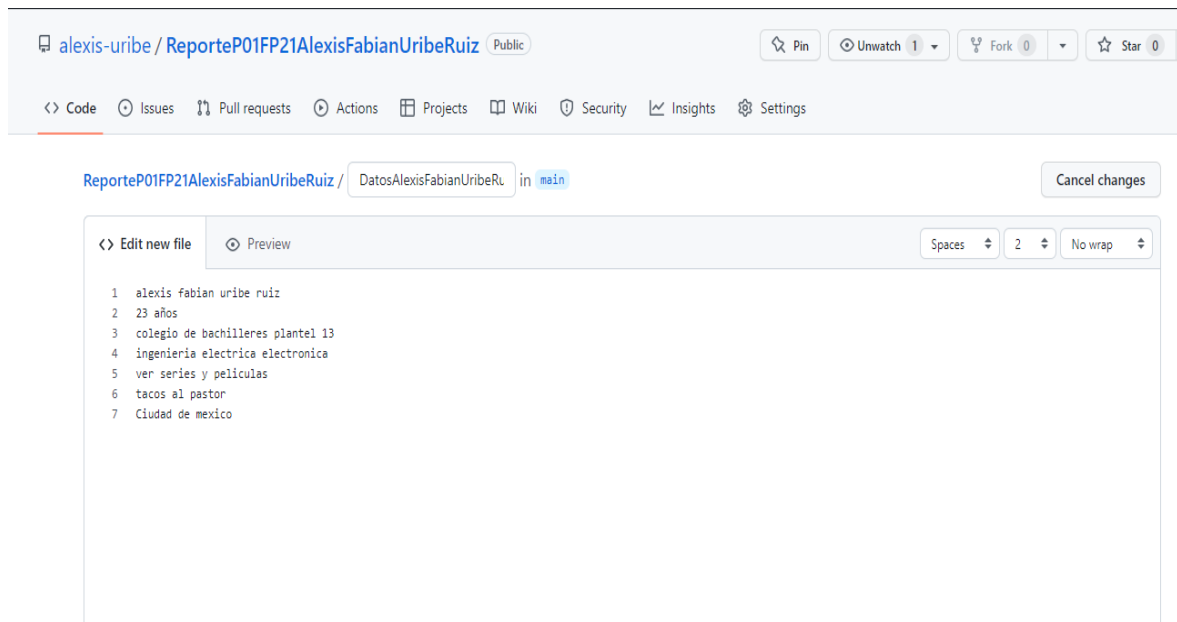 alexis-uribe / ReporteP01FP21AlexisFabianUribeRuiz Public
Pin Unwatch 1 Fork 0 Star 0
<> Code Issues Pull requests Actions Projects Wiki Security Insights Settings
ReporteP01FP21AlexisFabianUribeRuiz / DatosAlexisFabianUribeRu in main Cancel changes
<> Edit new file Preview Spaces 2 No wrap
1 alexis fabian uribe ruiz
2 23 años
3 colegio de bachilleres plantel 13
4 ingenieria electrica electronica
5 ver series y peliculas
6 tacos al pastor
7 Ciudad de mexico